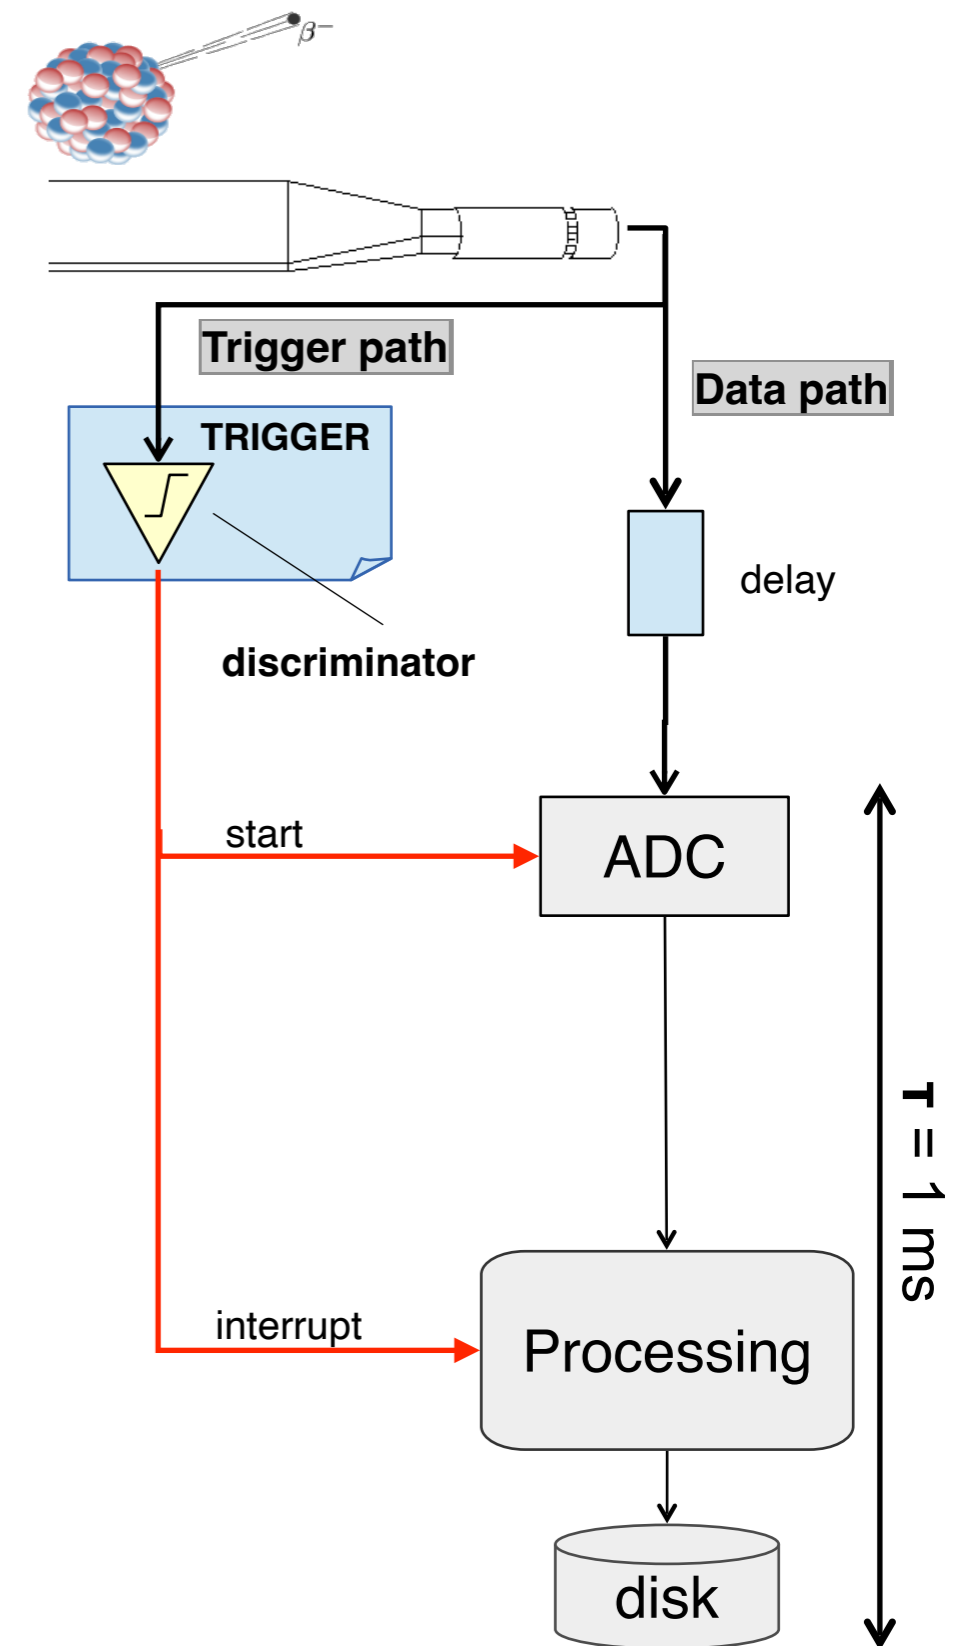 β−
Trigger path
Data path
TRIGGER
delay
discriminator
start
ADC
τ = 1 ms
interrupt
Processing
disk